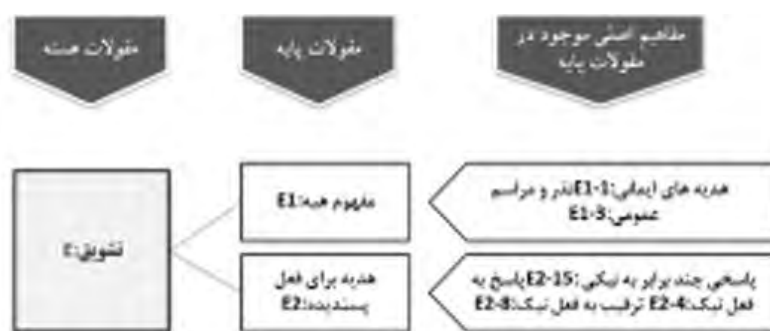 مفاهیم اصلی موجود در
مقولات پایه
مقولات پایه
مقولات هسته
هدیه های ایمانی:E1-1نذر و مراسم
عمومی:E1-3
مفهوم هبه:E1
تشویق:E
پاسخی چند برابر به نیکی:E2-15پاسخ به
فعل نیک:E2-4 ترغیب به فعل نیک:E2-8
هدیه برای فعل
پسندیده:E2